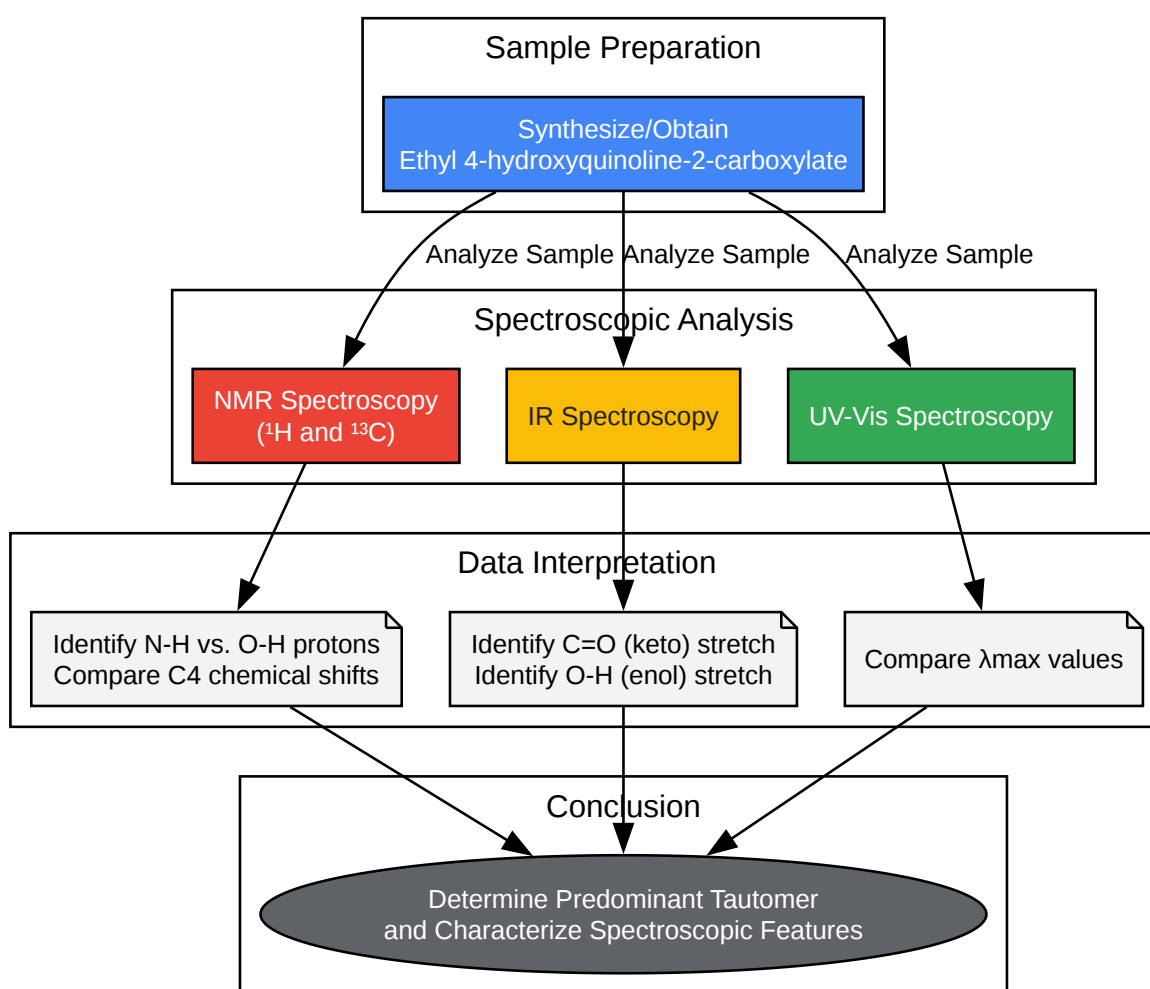 Sample Preparation
Synthesize/Obtain
Ethyl 4-hydroxyquinoline-2-carboxylate
Analyze Sample
Analyze Sample
Analyze Sample
Spectroscopic Analysis
NMR Spectroscopy
(¹H and ¹³C)
IR Spectroscopy
UV-Vis Spectroscopy
Data Interpretation
Identify N-H vs. O-H protons
Compare C4 chemical shifts
Identify C=O (keto) stretch
Identify O-H (enol) stretch
Compare λmax values
Conclusion
Determine Predominant Tautomer
and Characterize Spectroscopic Features